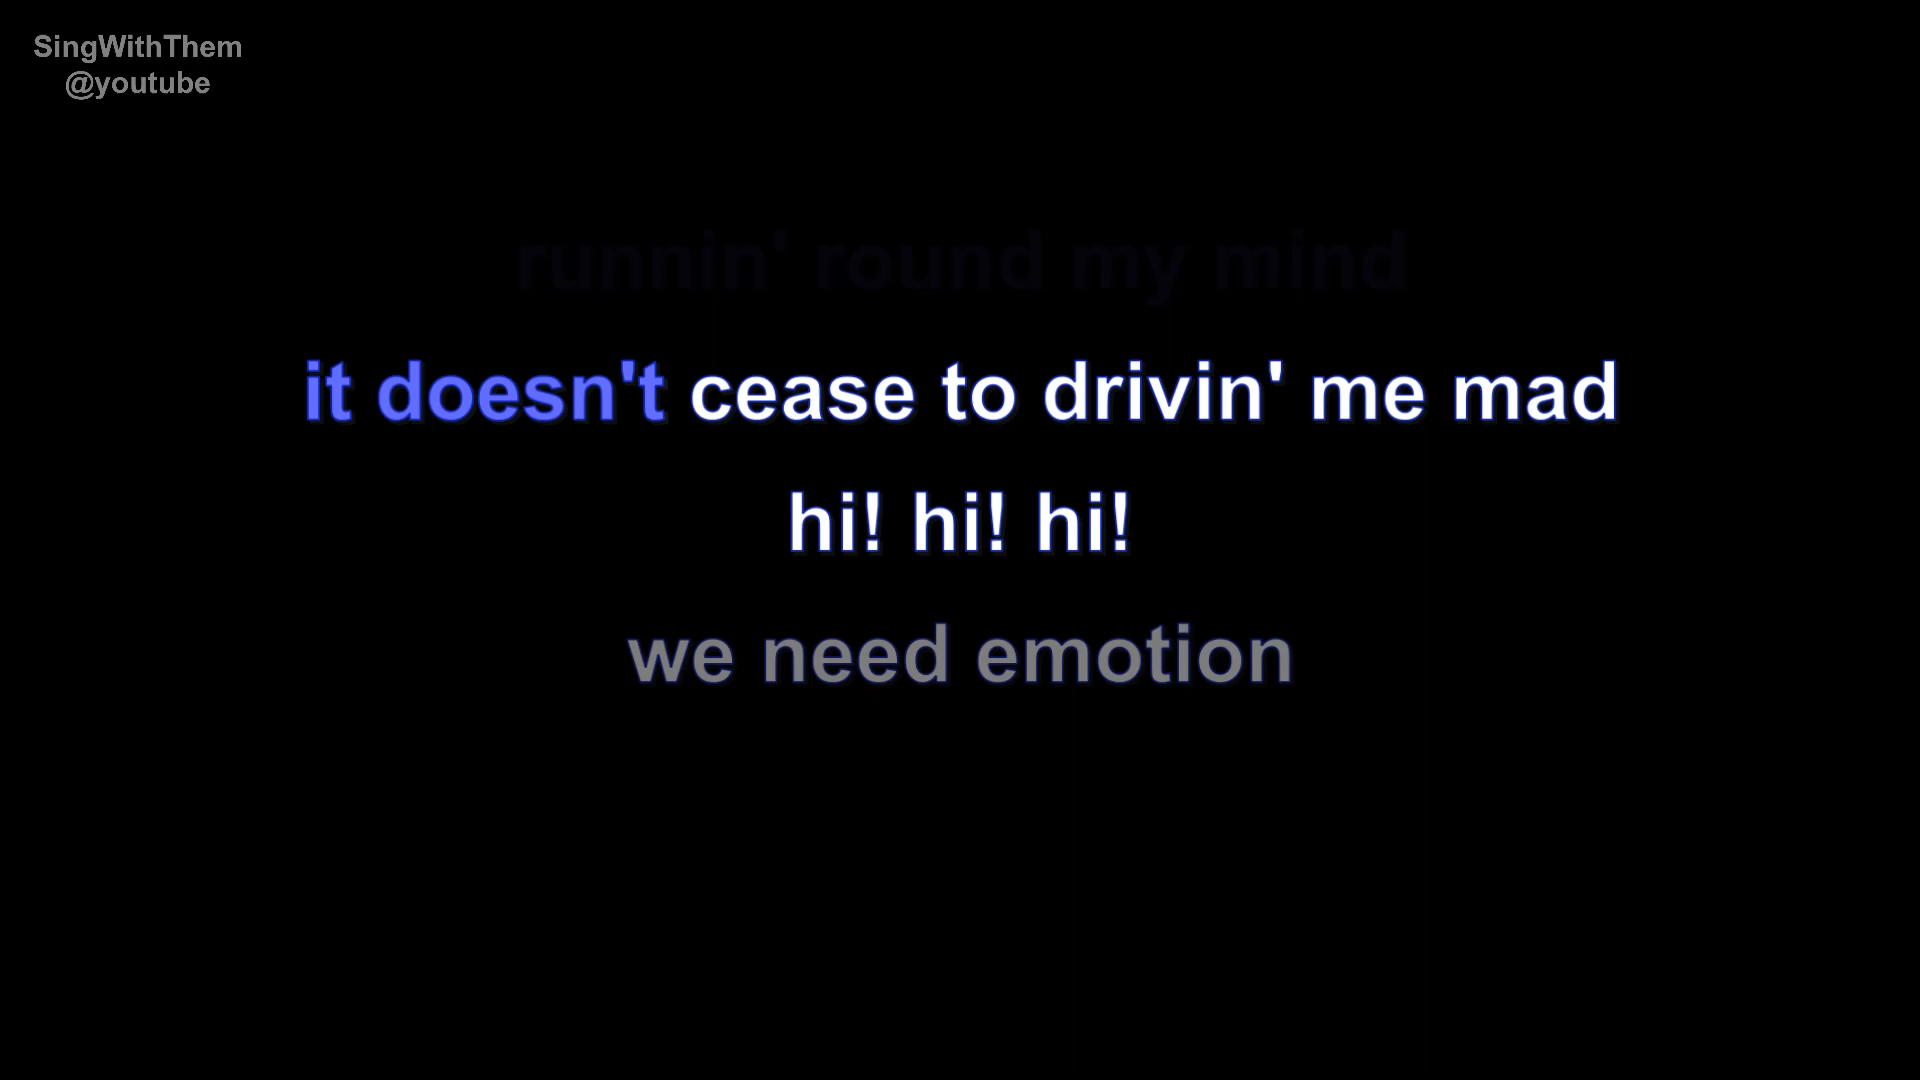 SingWithThem
@youtube
runnin' round my mind
it doesn't cease to drivin' me mad
hi! hi! hi!
we need emotion